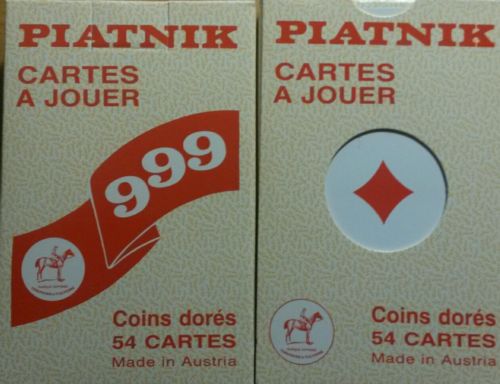 PIATNIK
CARTES
A JOUER
999
Coins dorés
54 CARTES
Made in Austria
PIATNIK
CARTES
A JOUER
Coins dorés
54 CARTES
Made in Austria